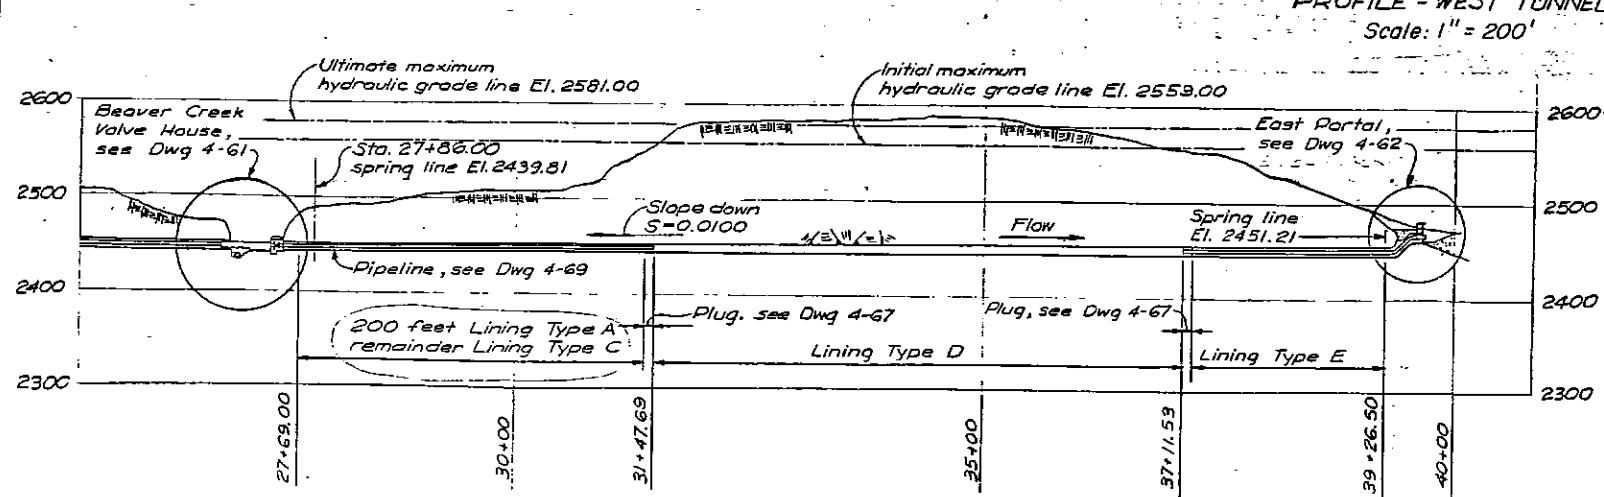 PROFILE - WEST TUNNEL
Scale: 1" = 200'
Ultimate maximum
hydraulic grade line El. 2581.00
Initial maximum
hydraulic grade line El. 2559.00
2600
2600
Beaver Creek
Valve House,
see Dwg 4-61
Sta. 27+86.00
spring line El. 2439.81
East Portal,
see Dwg 4-62
2500
2500
Slope down
S=0.0100
Flow
Spring line
El. 2451.21
Pipeline, see Dwg 4-69
2400
2400
200 feet Lining Type A
remainder Lining Type C
Plug, see Dwg 4-67
Plug, see Dwg 4-67
Lining Type D
Lining Type E
2300
2300
27+69.00
30+00
31+47.69
35+00
37+11.59
39+26.50
40+00